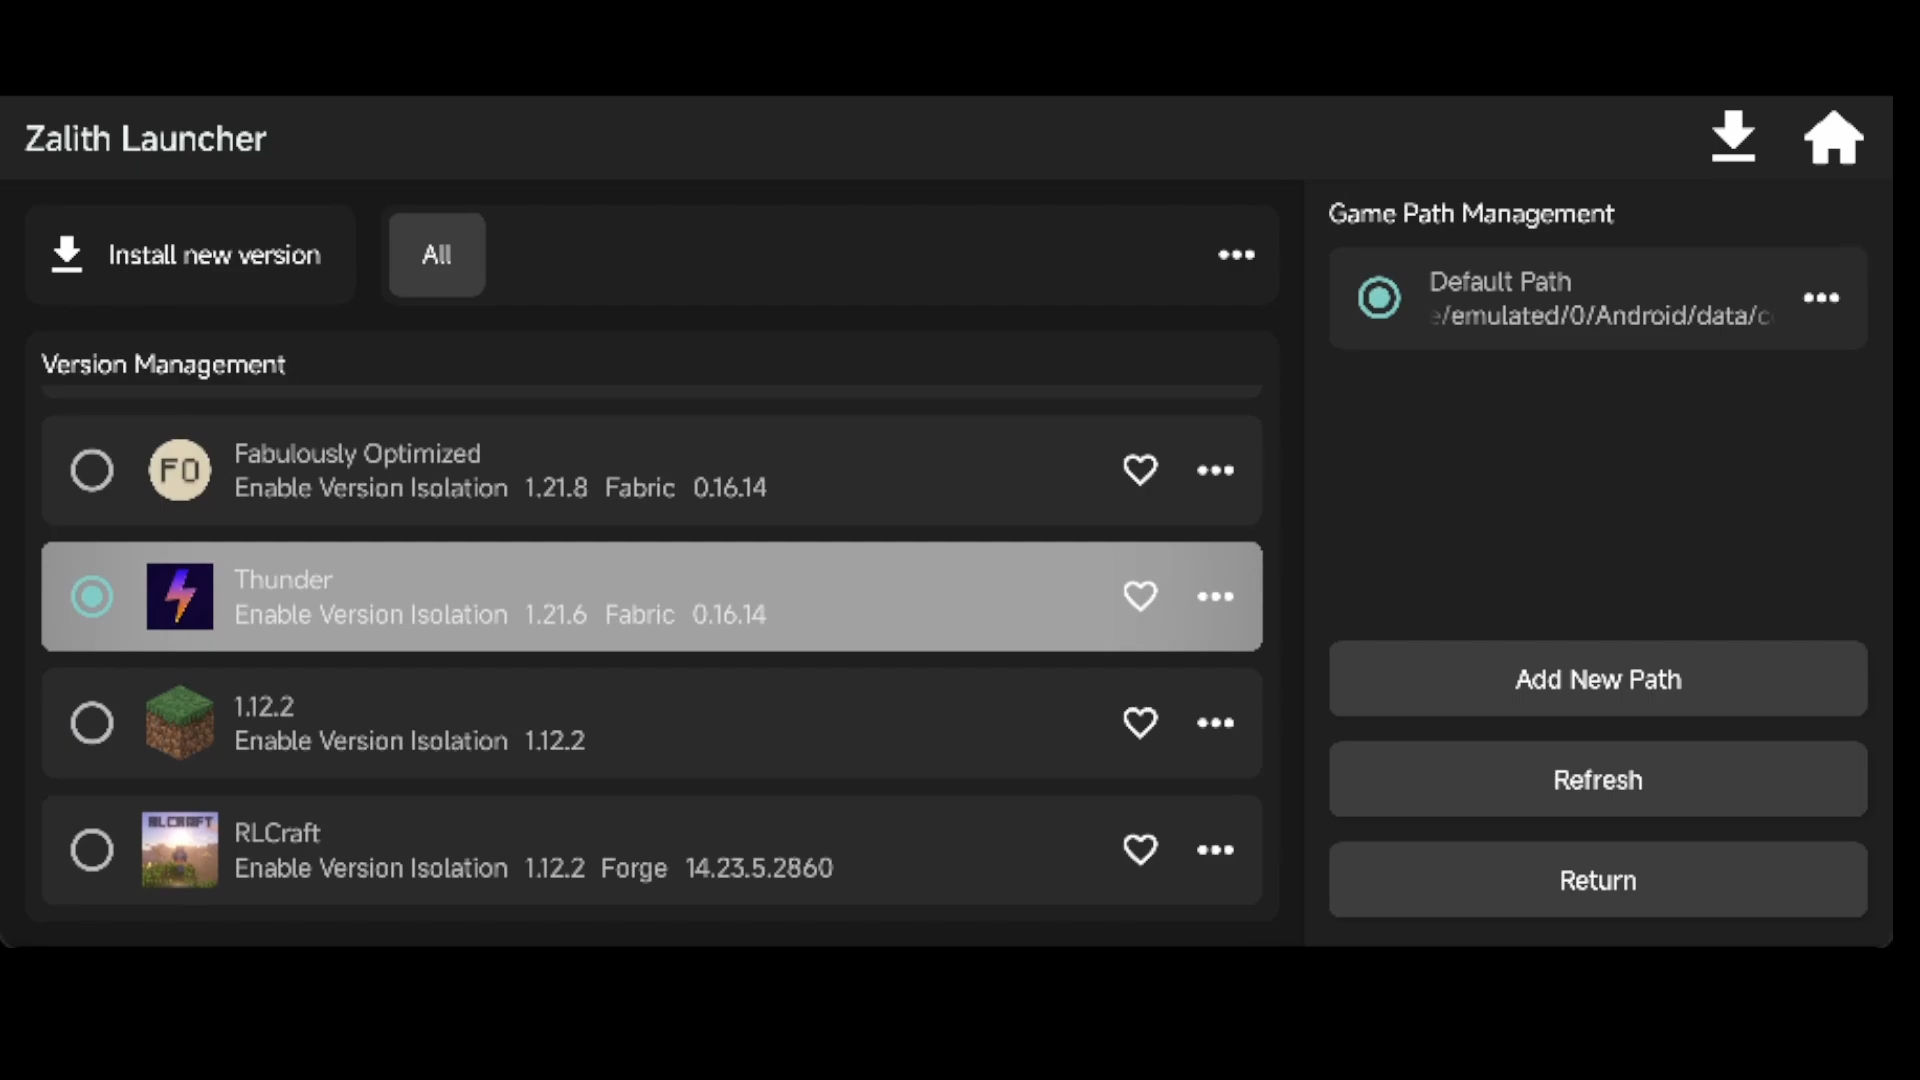 Zalith Launcher
Install new version
All
Version Management
FO
Fabulously Optimized
Enable Version Isolation 1.21.8 Fabric 0.16.14
Thunder
Enable Version Isolation 1.21.6 Fabric 0.16.14
1.12.2
Enable Version Isolation 1.12.2
RLCRAFT
RLCraft
Enable Version Isolation 1.12.2 Forge 14.23.5.2860
Game Path Management
Default Path
e/emulated/0/Android/data/c
Add New Path
Refresh
Return